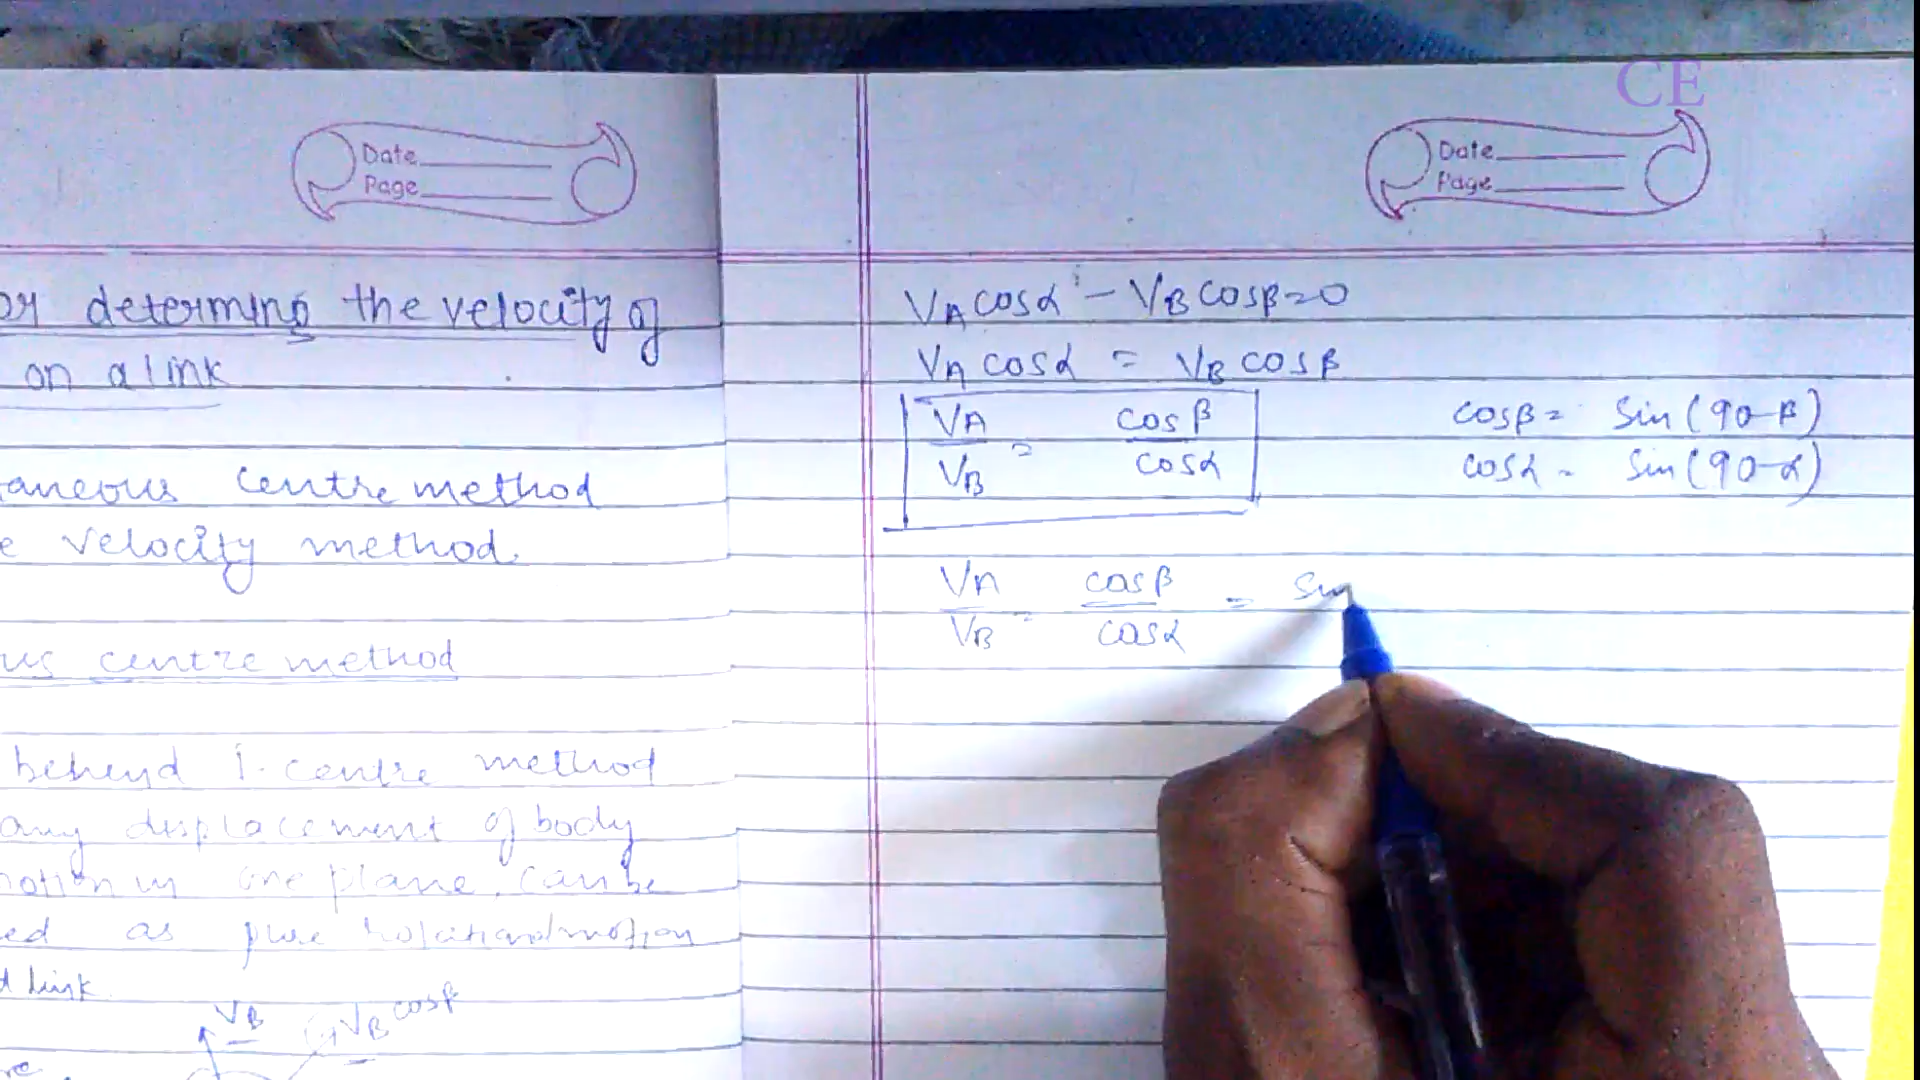 CE
Date
Page
or determing the velocity of
on a link
taneous centre method
e velocity method
us centre method
behind I. centre method
any displacement of body
motion in one plane, can be
ed as pure motion
d link
VB VB cosβ
Date
Page
VA cosα - VB cosβ=0
VA cosα = VB cosβ
VA / VB = cosβ / cosα
cosβ = sin(90-β)
cosα = sin(90-α)
VA / VB = cosβ / cosα = sin